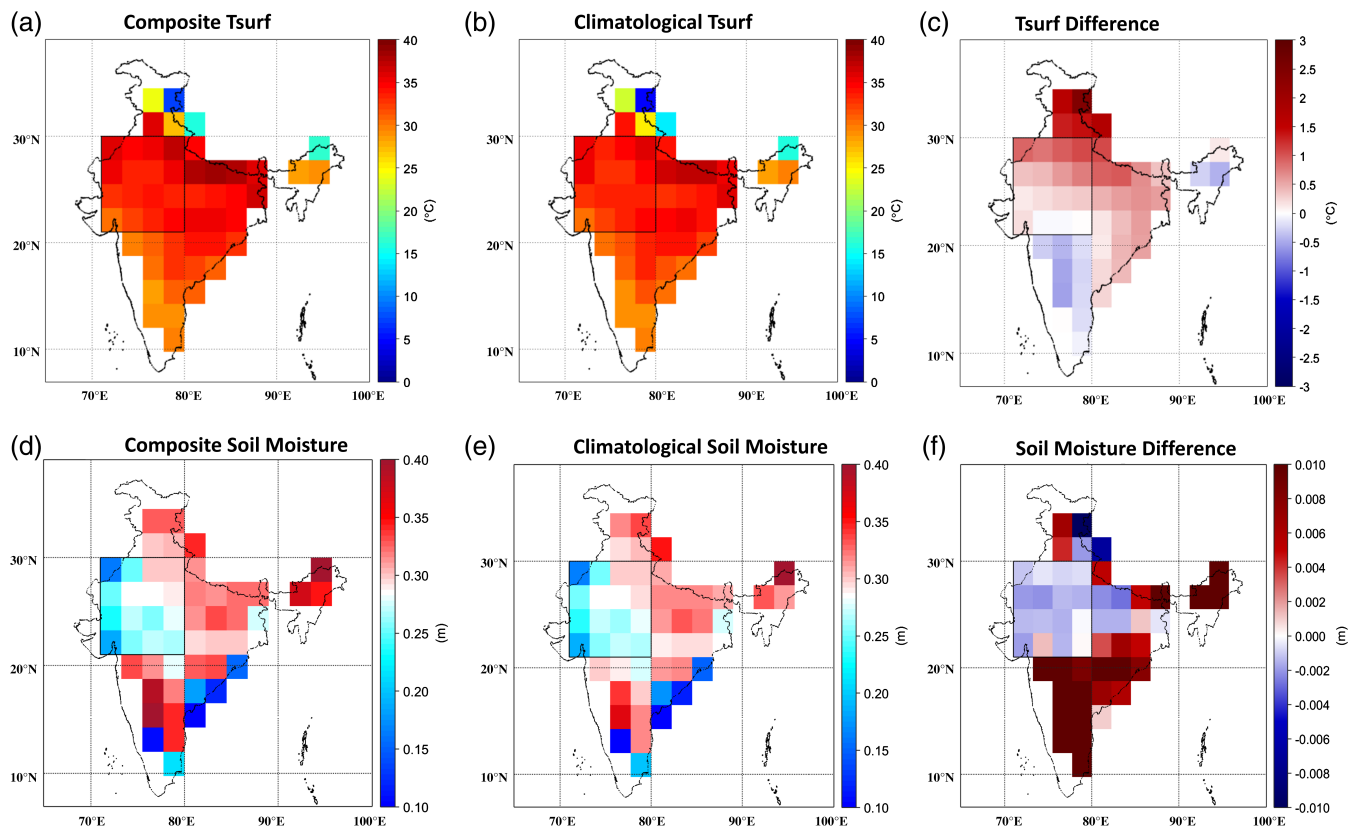 (a) Composite Tsurf
40
35
30
25
20
15
10
5
0
(°C)
30°N
20°N
10°N
70°E 80°E 90°E 100°E
(b) Climatological Tsurf
40
35
30
25
20
15
10
5
0
(°C)
30°N
20°N
10°N
70°E 80°E 90°E 100°E
(c) Tsurf Difference
3
2.5
2
1.5
1
0.5
0
-0.5
-1
-1.5
-2
-2.5
-3
(°C)
30°N
20°N
10°N
70°E 80°E 90°E 100°E
(d) Composite Soil Moisture
0.40
0.35
0.30
0.25
0.20
0.15
0.10
(m)
30°N
20°N
10°N
70°E 80°E 90°E 100°E
(e) Climatological Soil Moisture
0.40
0.35
0.30
0.25
0.20
0.15
0.10
(m)
30°N
20°N
10°N
70°E 80°E 90°E 100°E
(f) Soil Moisture Difference
0.010
0.008
0.006
0.004
0.002
0.000
-0.002
-0.004
-0.006
-0.008
-0.010
(m)
30°N
20°N
10°N
70°E 80°E 90°E 100°E